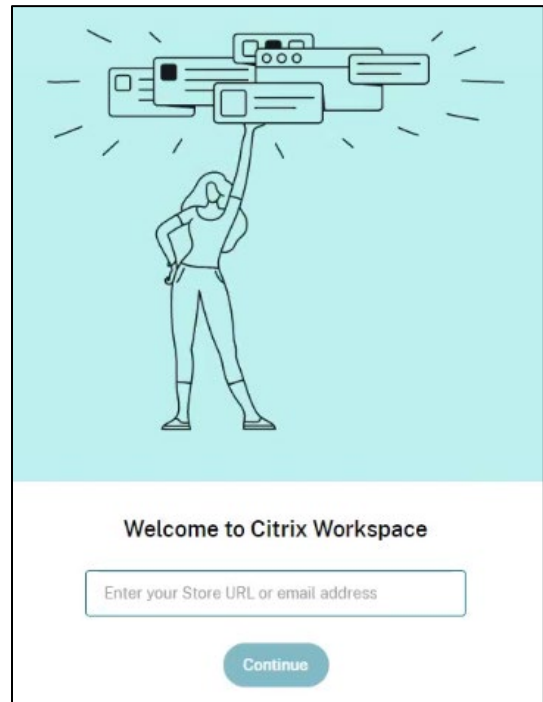 Welcome to Citrix Workspace
Enter your Store URL or email address
Continue